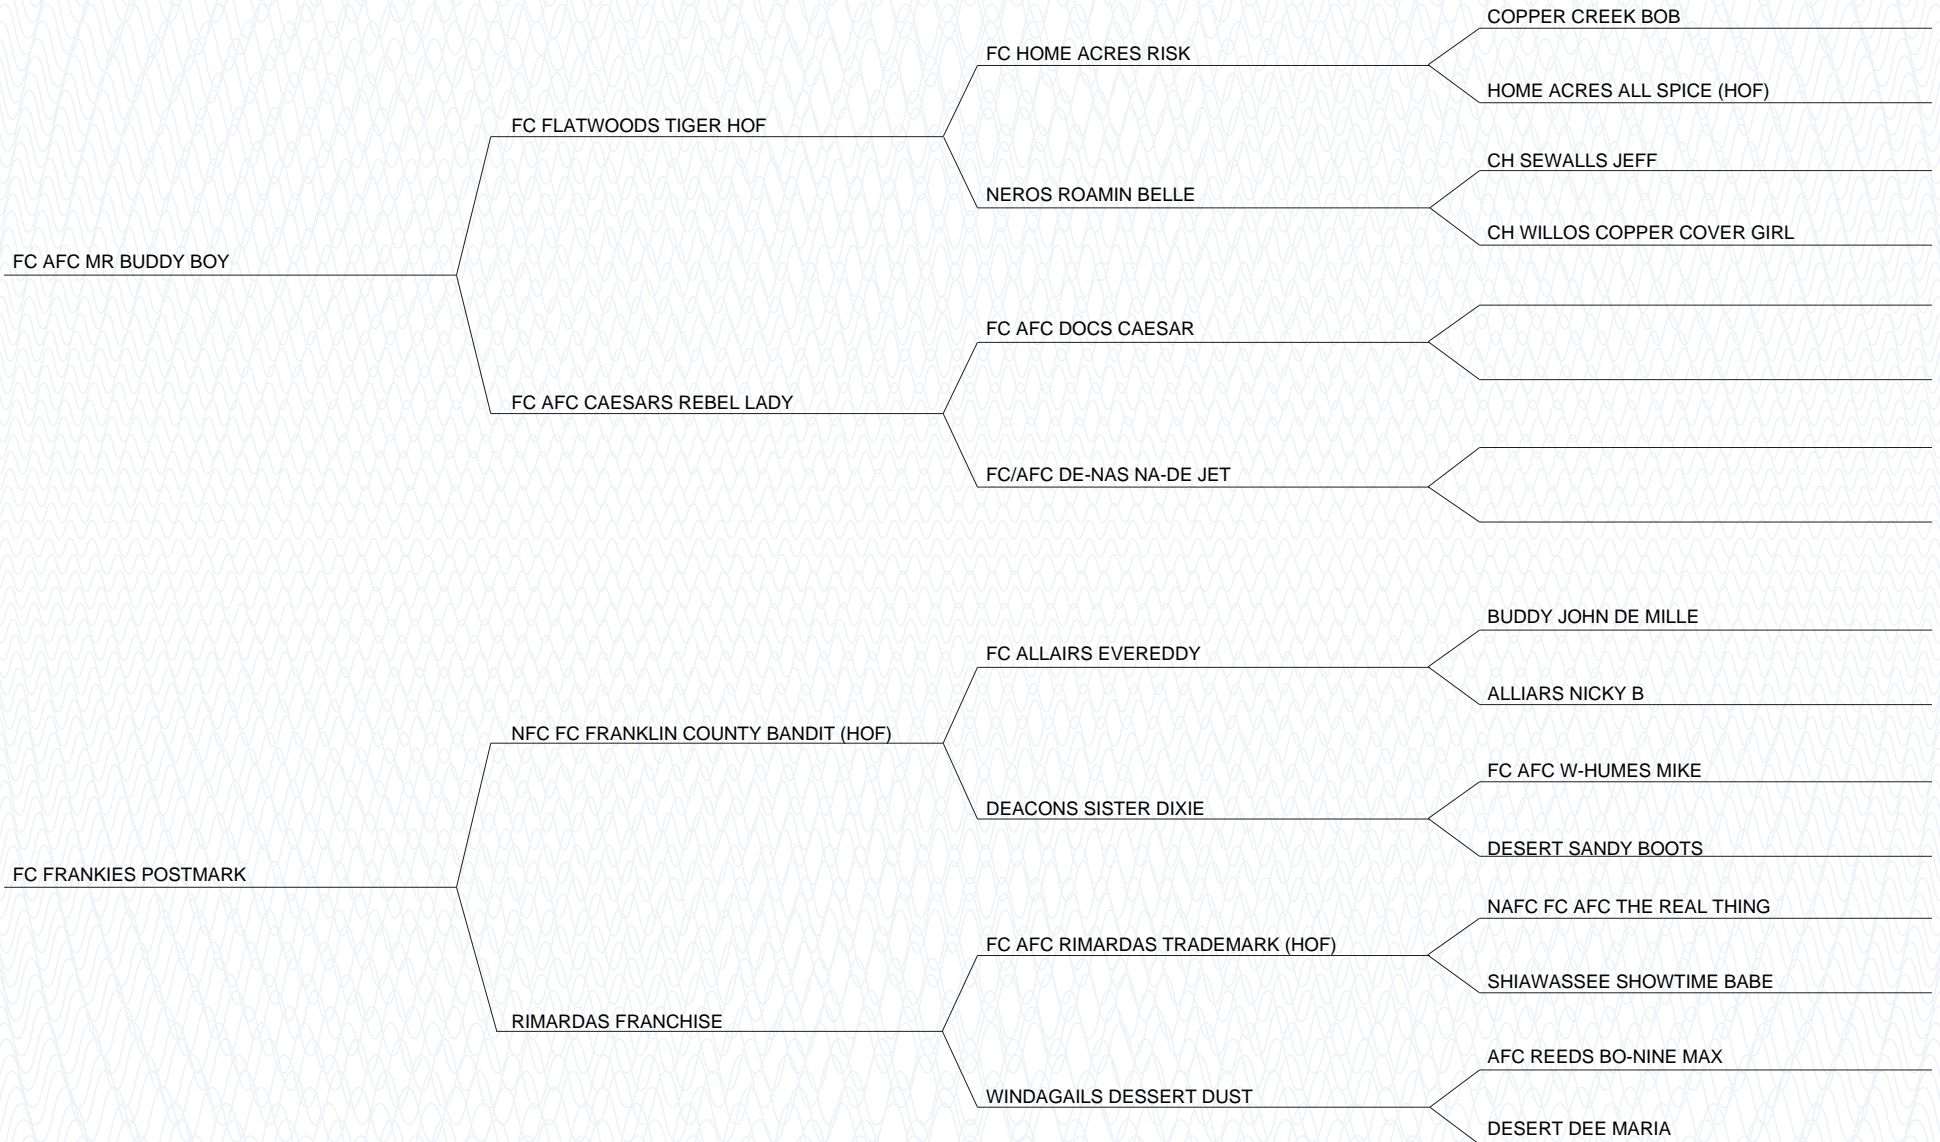 COPPER CREEK BOB
FC HOME ACRES RISK
HOME ACRES ALL SPICE (HOF)
FC FLATWOODS TIGER HOF
CH SEWALLS JEFF
NEROS ROAMIN BELLE
CH WILLOS COPPER COVER GIRL
FC AFC MR BUDDY BOY
FC AFC DOCS CAESAR
FC AFC CAESARS REBEL LADY
FC/AFC DE-NAS NA-DE JET
BUDDY JOHN DE MILLE
FC ALLAIRS EVEREDDY
ALLIARS NICKY B
NFC FC FRANKLIN COUNTY BANDIT (HOF)
FC AFC W-HUMES MIKE
DEACONS SISTER DIXIE
DESERT SANDY BOOTS
FC FRANKIES POSTMARK
NAFC FC AFC THE REAL THING
FC AFC RIMARDAS TRADEMARK (HOF)
SHIAWASSEE SHOWTIME BABE
RIMARDAS FRANCHISE
AFC REEDS BO-NINE MAX
WINDAGAILS DESSERT DUST
DESERT DEE MARIA